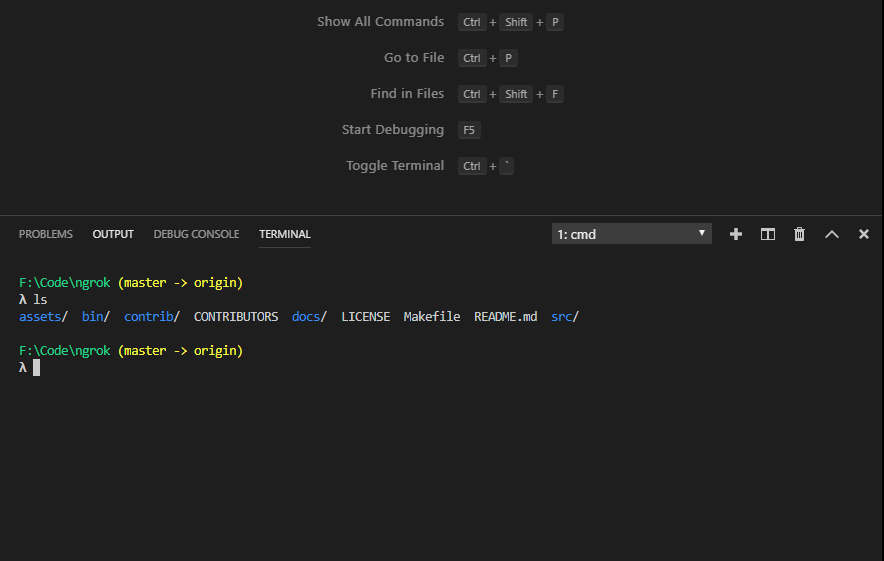 Show All Commands Ctrl + Shift + P
Go to File Ctrl + P
Find in Files Ctrl + Shift + F
Start Debugging F5
Toggle Terminal Ctrl + `
PROBLEMS OUTPUT DEBUG CONSOLE TERMINAL 1: cmd
F:\Code\ngrok (master -> origin)
λ ls
assets/ bin/ contrib/ CONTRIBUTORS docs/ LICENSE Makefile README.md src/
F:\Code\ngrok (master -> origin)
λ